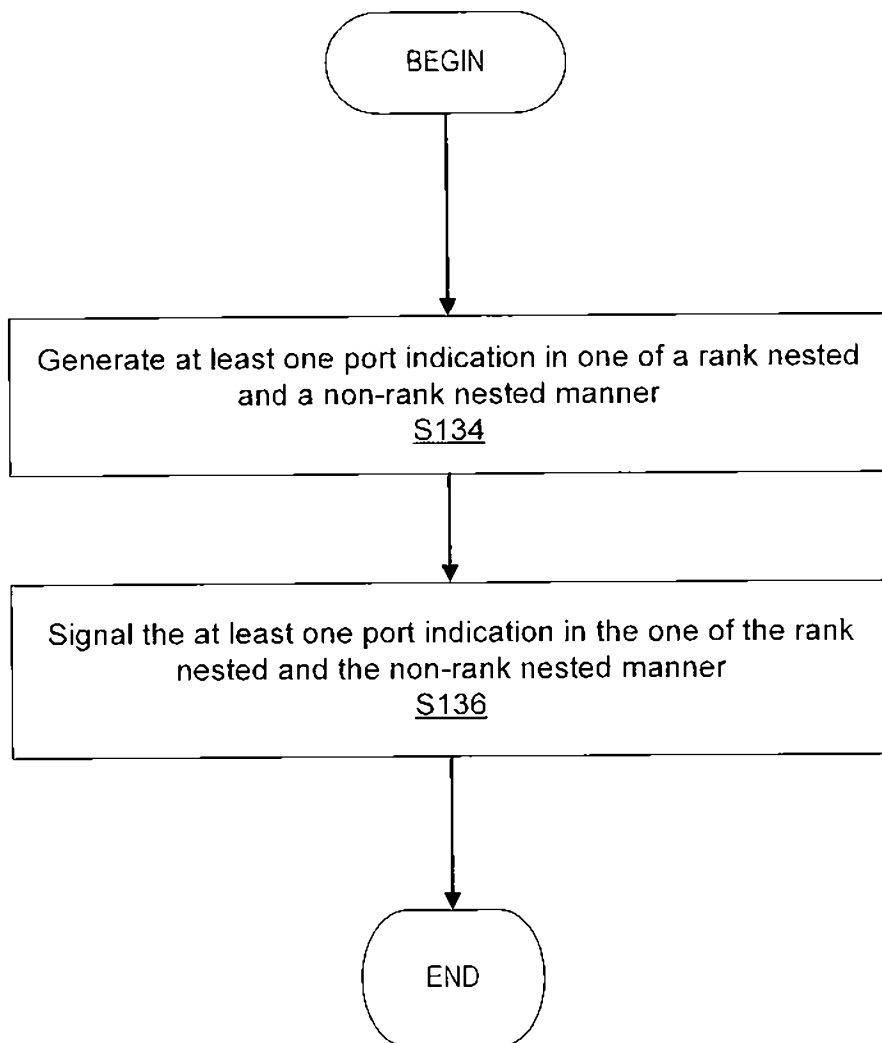 BEGIN
Generate at least one port indication in one of a rank nested
and a non-rank nested manner
S134
Signal the at least one port indication in the one of the rank
nested and the non-rank nested manner
S136
END